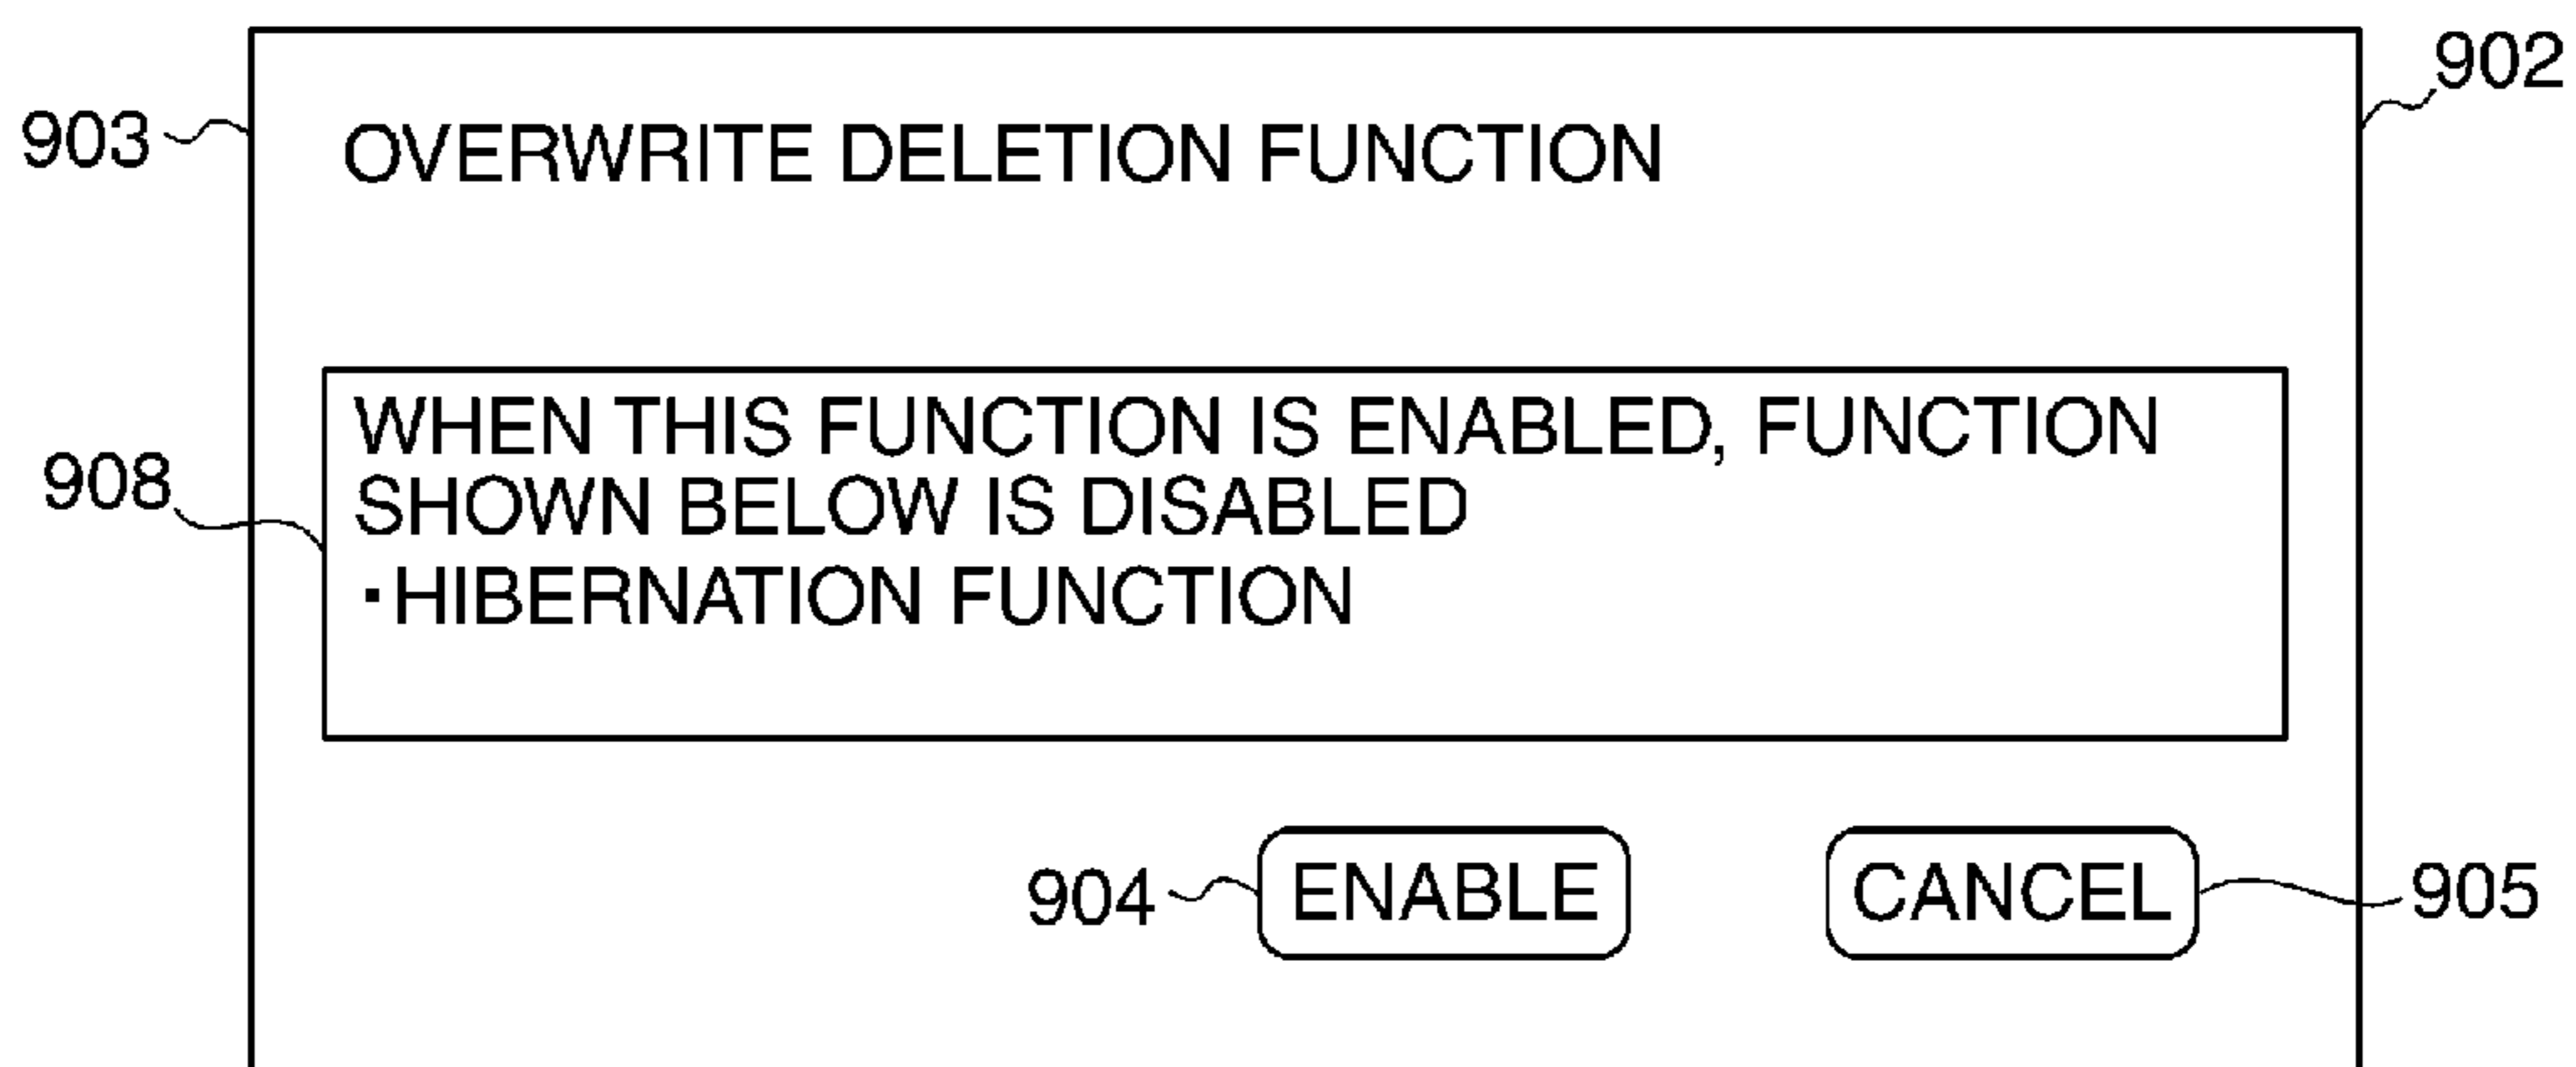 902
903
OVERWRITE DELETION FUNCTION
WHEN THIS FUNCTION IS ENABLED, FUNCTION
908
SHOWN BELOW IS DISABLED
·HIBERNATION FUNCTION
904
ENABLE
CANCEL
905